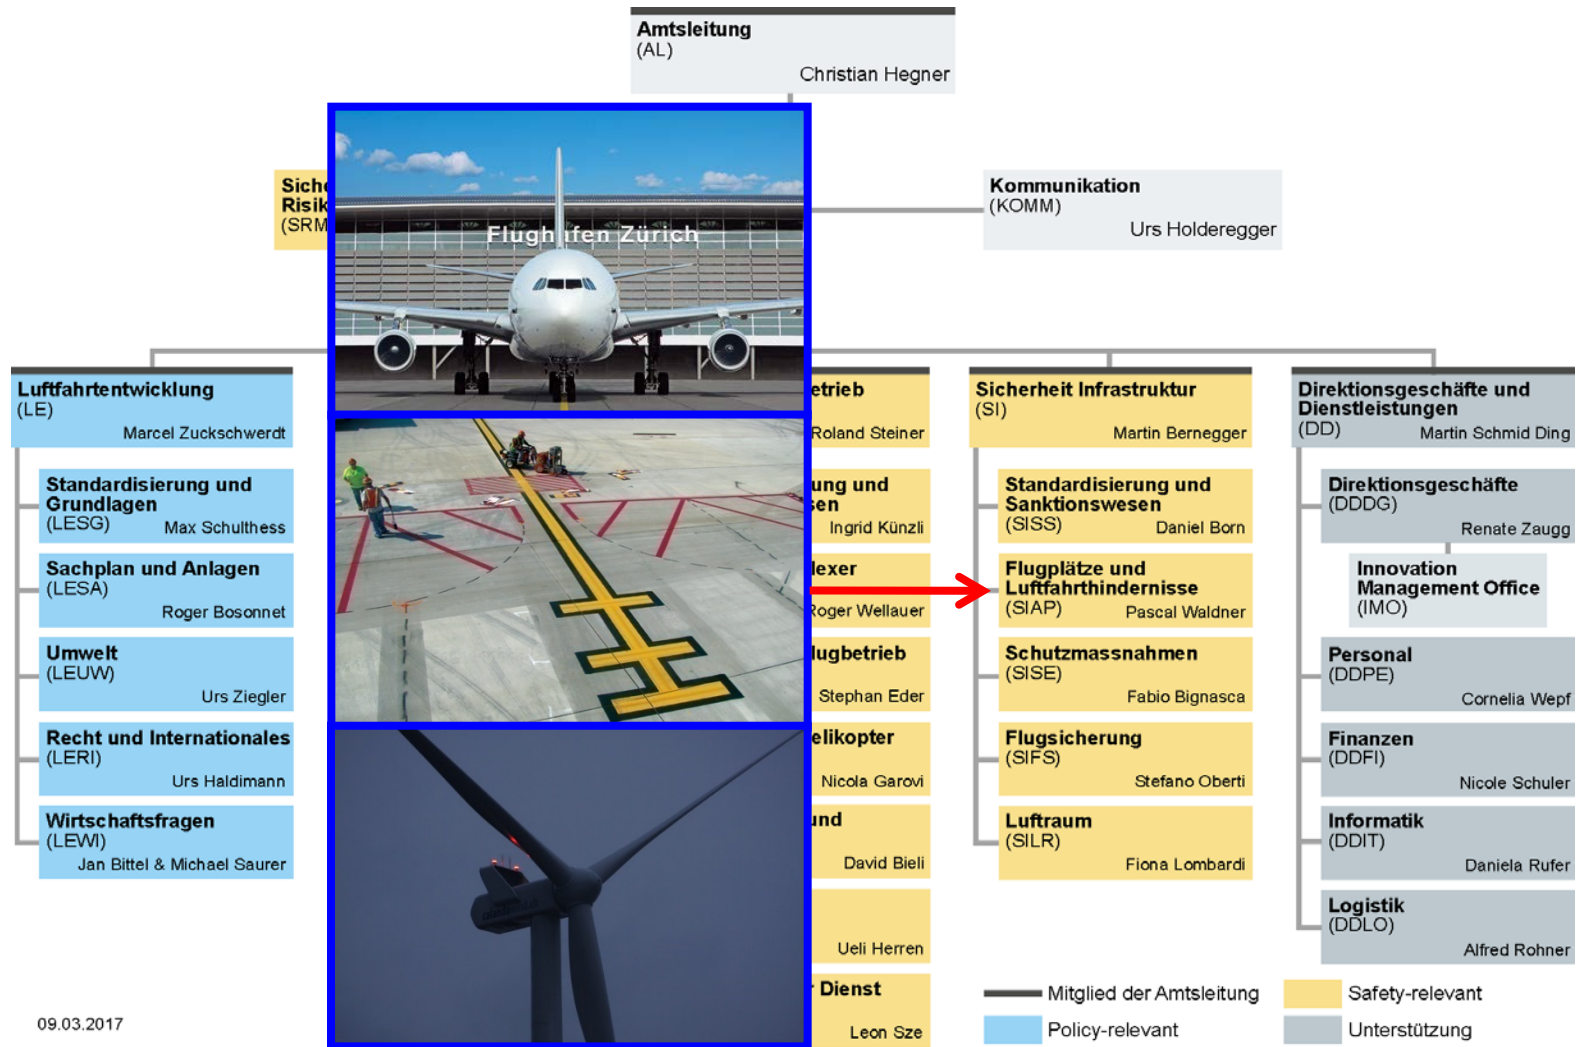 Amtsleitung
(AL)
Christian Hegner
(SRM
Flughafen Zürich
Kommunikation
(KOMM)
Urs Holderegger
Luftfahrtentwicklung
(LE)
Marcel Zuckschwerdt
Standardisierung und
Grundlagen
(LESG) Max Schulthess
Sachplan und Anlagen
(LESA)
Roger Bosonnet
Umwelt
(LEUW)
Urs Ziegler
Recht und Internationales
(LERI)
Urs Haldimann
Wirtschaftsfragen
(LEWI)
Jan Bittel & Michael Saurer
etrieb
Roland Steiner
ung und
sen
Ingrid Künzli
lexer
Roger Wellauer
lugbetrieb
Stephan Eder
elikopter
Nicola Garovi
und
David Bieli
Ueli Herren
Dienst
Leon Sze
Sicherheit Infrastruktur
(SI)
Martin Bernegger
Standardisierung und
Sanktionswesen
(SISS) Daniel Born
Flugplätze und
Luftfahrthindernisse
(SIAP) Pascal Waldner
Schutzmassnahmen
(SISE)
Fabio Bignasca
Flugsicherung
(SIFS)
Stefano Oberti
Luftraum
(SILR)
Fiona Lombardi
Direktionsgeschäfte und
Dienstleistungen
(DD) Martin Schmid Ding
Direktionsgeschäfte
(DDDG)
Renate Zaugg
Innovation
Management Office
(IMO)
Personal
(DDPE)
Cornelia Wepf
Finanzen
(DDFI)
Nicole Schuler
Informatik
(DDIT)
Daniela Rufer
Logistik
(DDLO)
Alfred Rohner
09.03.2017
Mitglied der Amtsleitung
Safety-relevant
Policy-relevant
Unterstützung